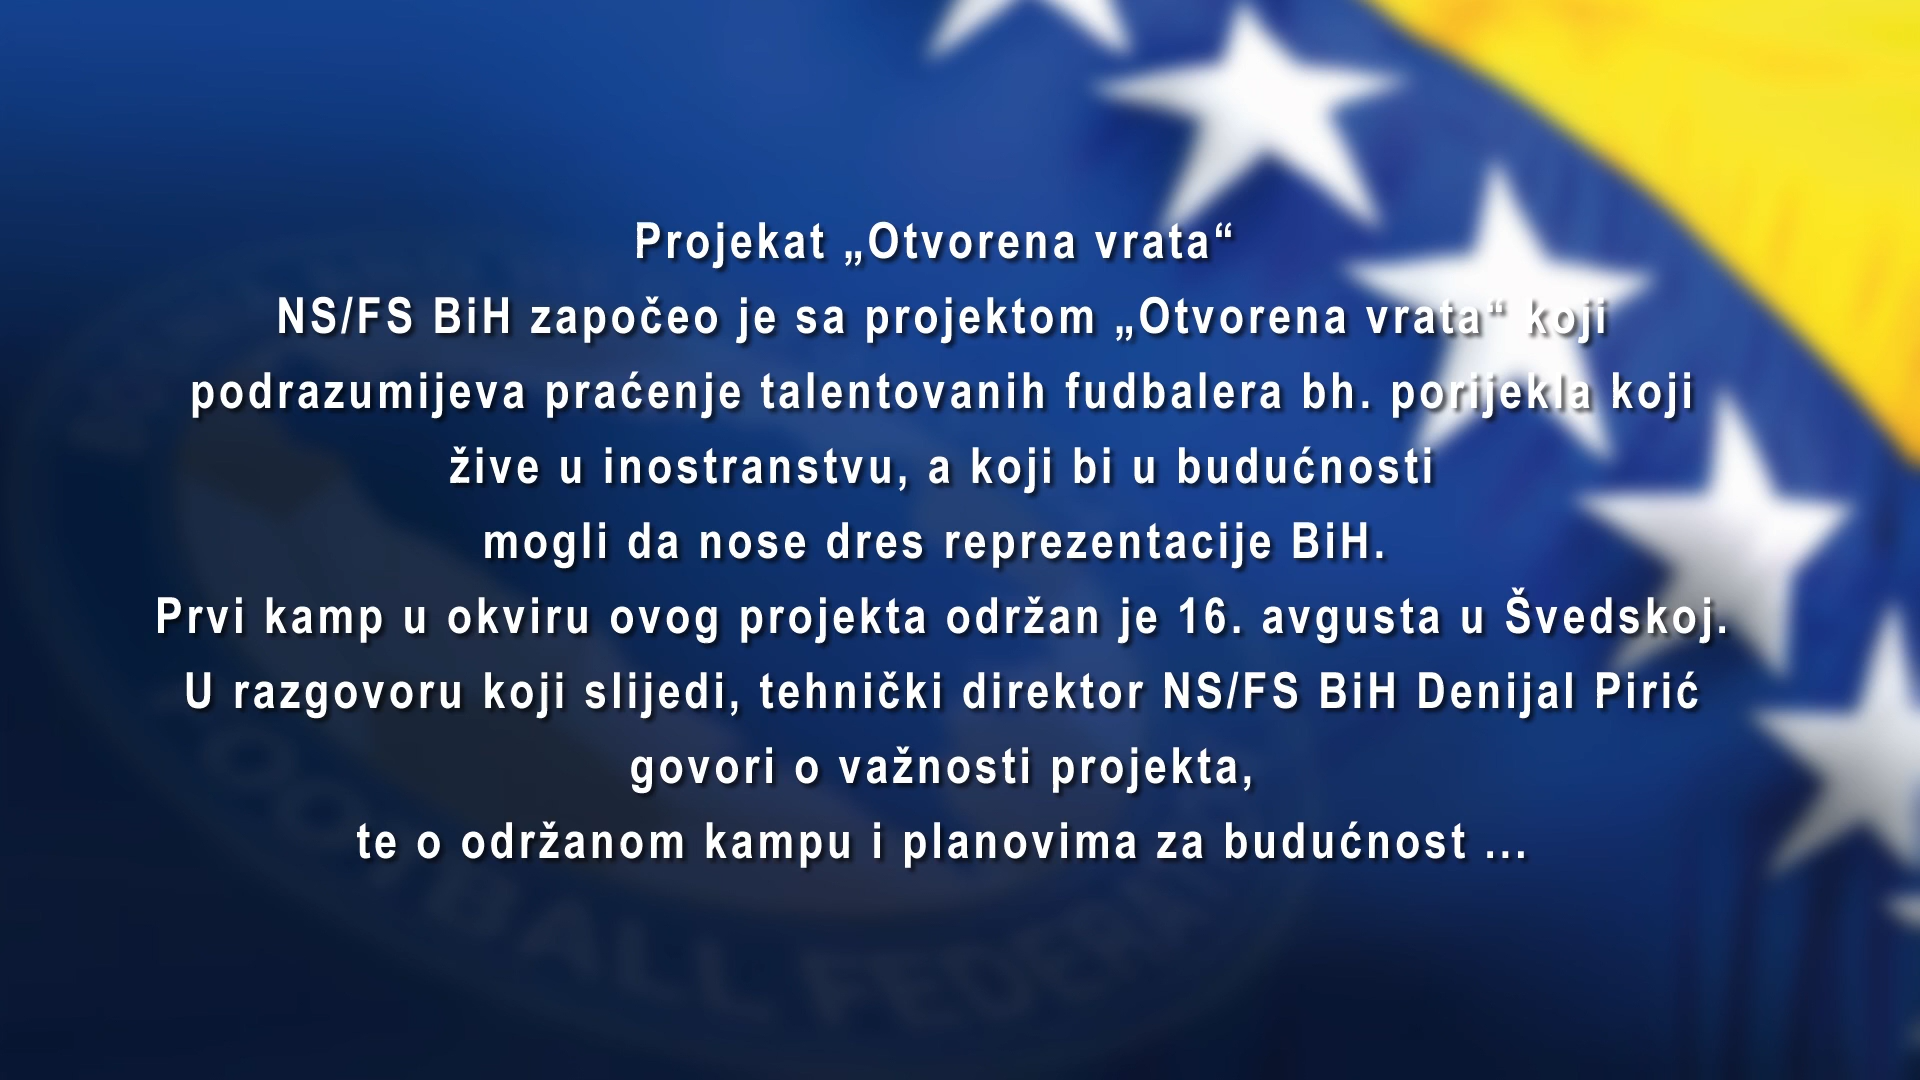 Projekat „Otvorena vrata“
NS/FS BiH započeo je sa projektom „Otvorena vrata“ koji
podrazumijeva praćenje talentovanih fudbalera bh. porijekla koji
žive u inostranstvu, a koji bi u budućnosti
mogli da nose dres reprezentacije BiH.
Prvi kamp u okviru ovog projekta održan je 16. avgusta u Švedskoj.
U razgovoru koji slijedi, tehnički direktor NS/FS BiH Denijal Pirić
govori o važnosti projekta,
te o održanom kampu i planovima za budućnost ...
FOOTBALL FEDERA